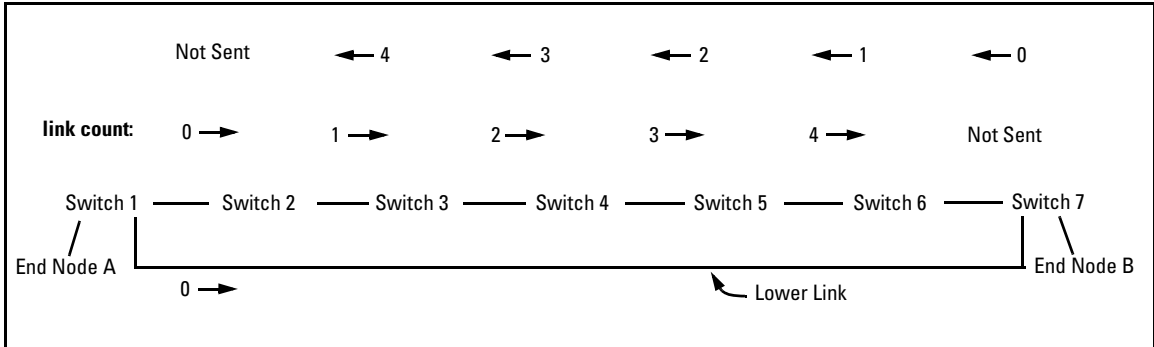 Not Sent 4 3 2 1 0
link count: 0 1 2 3 4 Not Sent
Switch 1 Switch 2 Switch 3 Switch 4 Switch 5 Switch 6 Switch 7
End Node A End Node B
0 Lower Link